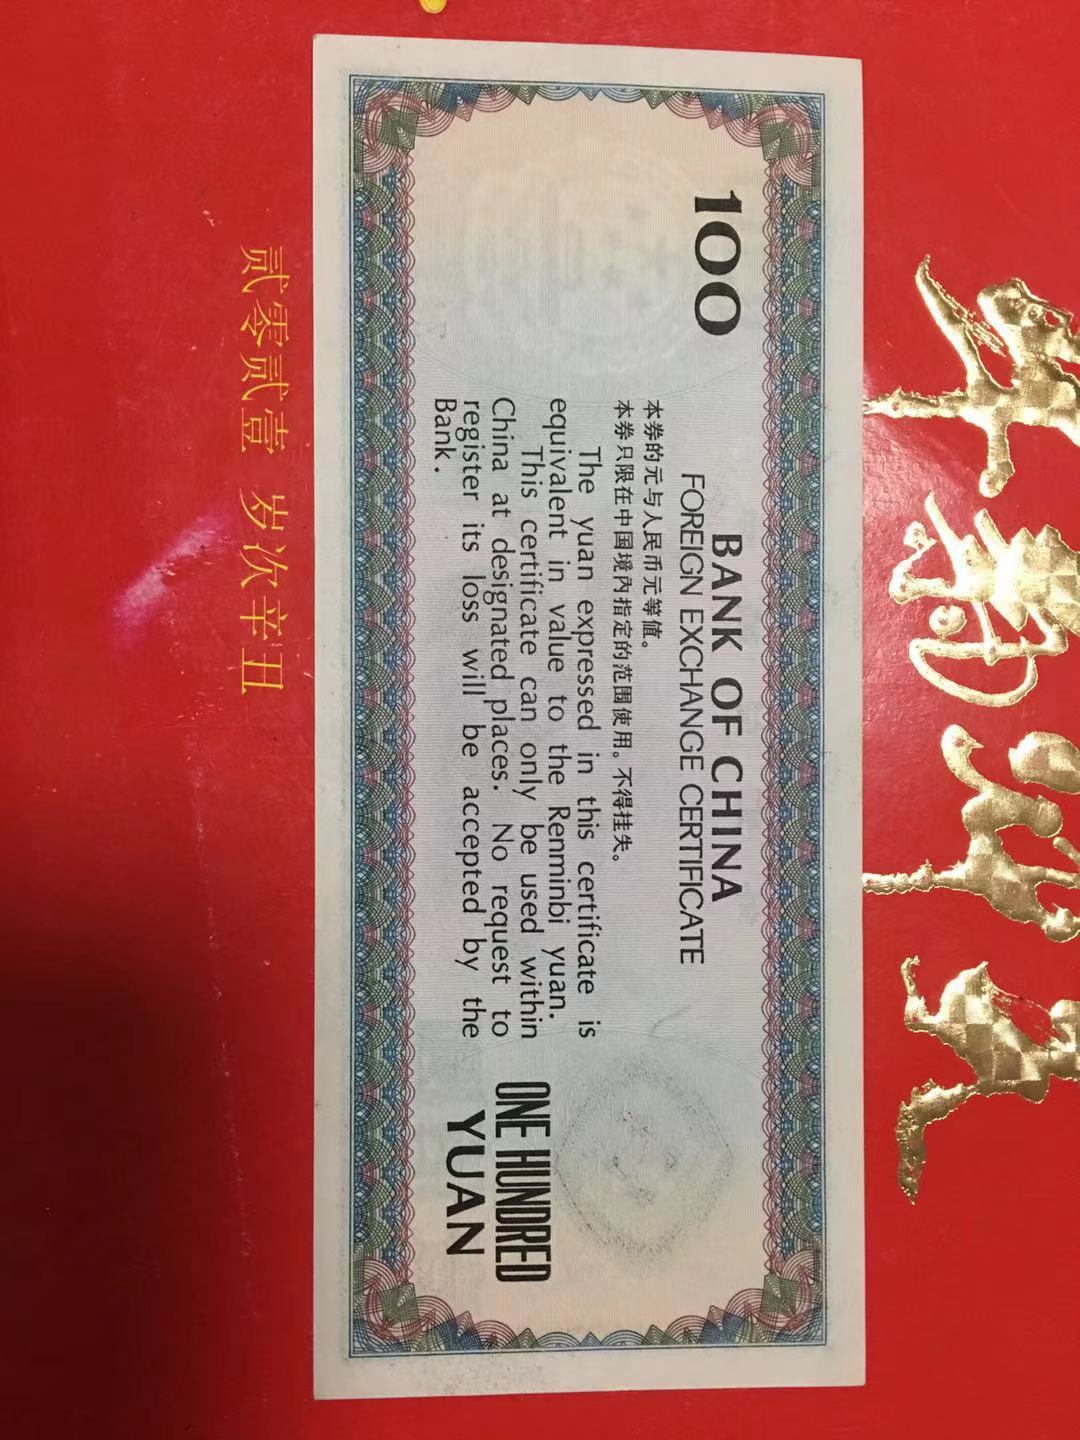 100
BANK OF CHINA
FOREIGN EXCHANGE CERTIFICATE
本券的元与人民币元等值。
本券只限在中国境内指定的范围使用。不得挂失。
The yuan expressed in this certificate is
equivalent in value to the Renminbi yuan.
This certificate can only be used within
China at designated places. No request to
register its loss will be accepted by the
Bank.
ONE HUNDRED
YUAN
贰零贰壹 岁次辛丑